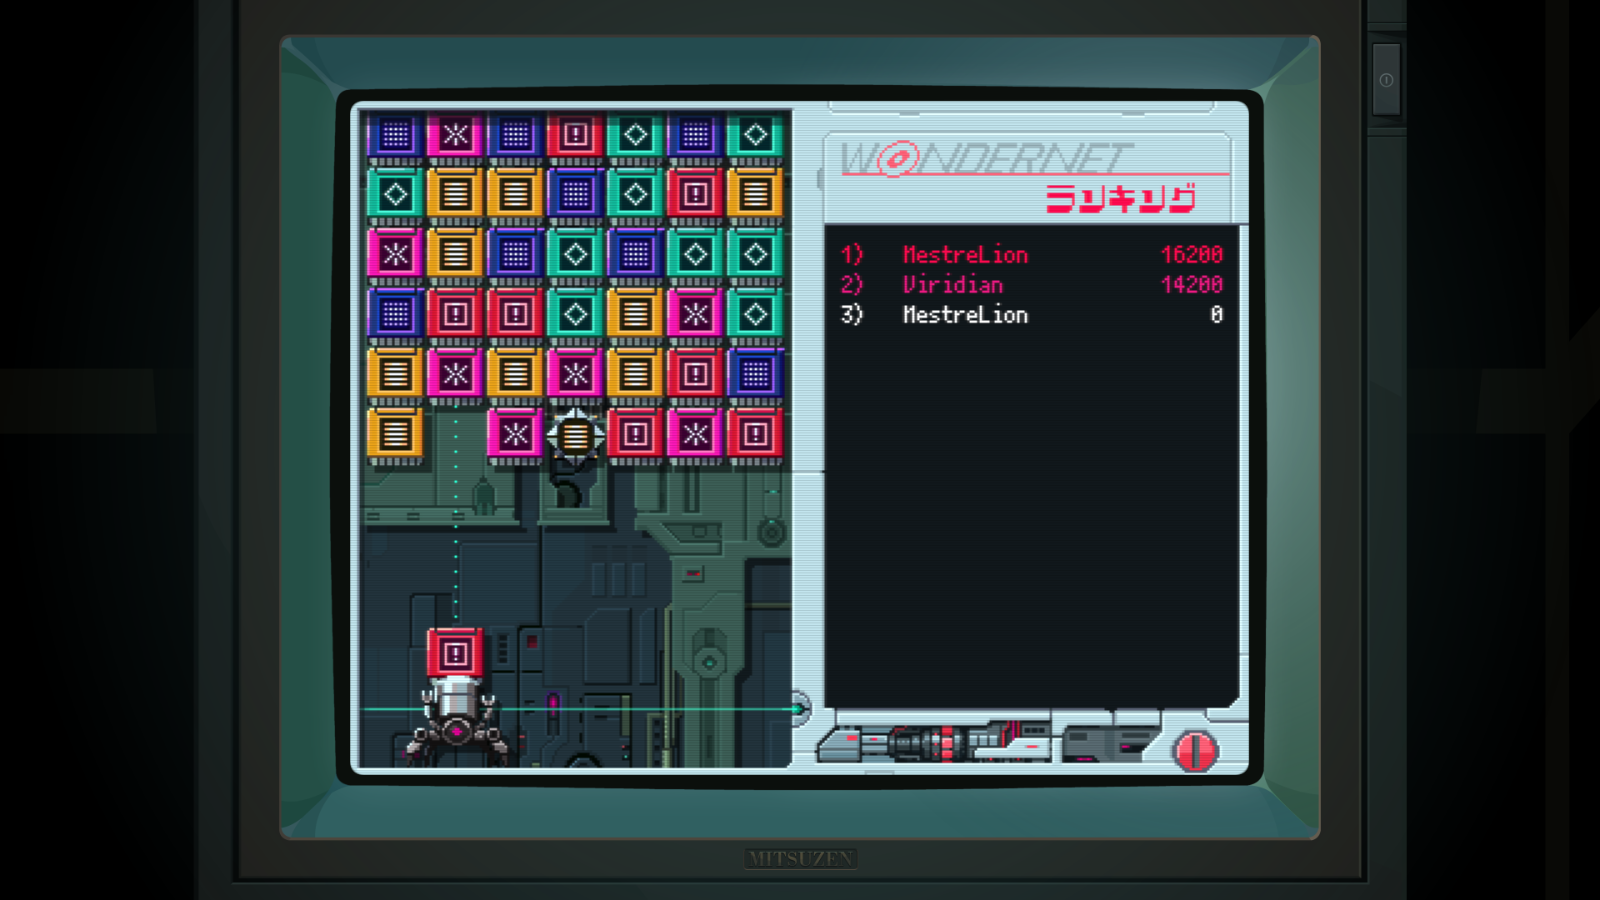 WONDERNET
ランキング
1) MestreLion 16200
2) Viridian 14200
3) MestreLion 0
MITSUZEN